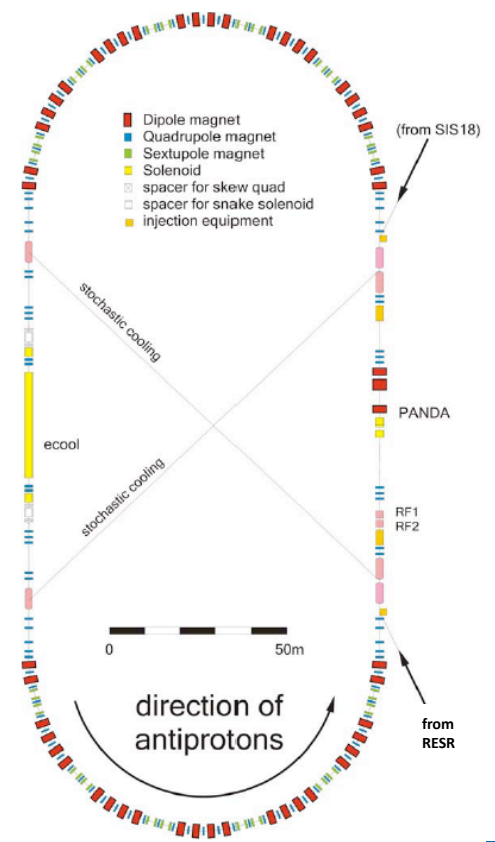 Dipole magnet
Quadrupole magnet
Sextupole magnet
Solenoid
spacer for skew quad
spacer for snake solenoid
injection equipment
(from SIS18)
stochastic cooling
PANDA
ecool
stochastic cooling
RF1
RF2
0 50m
direction of
antiprotons
from
RESR